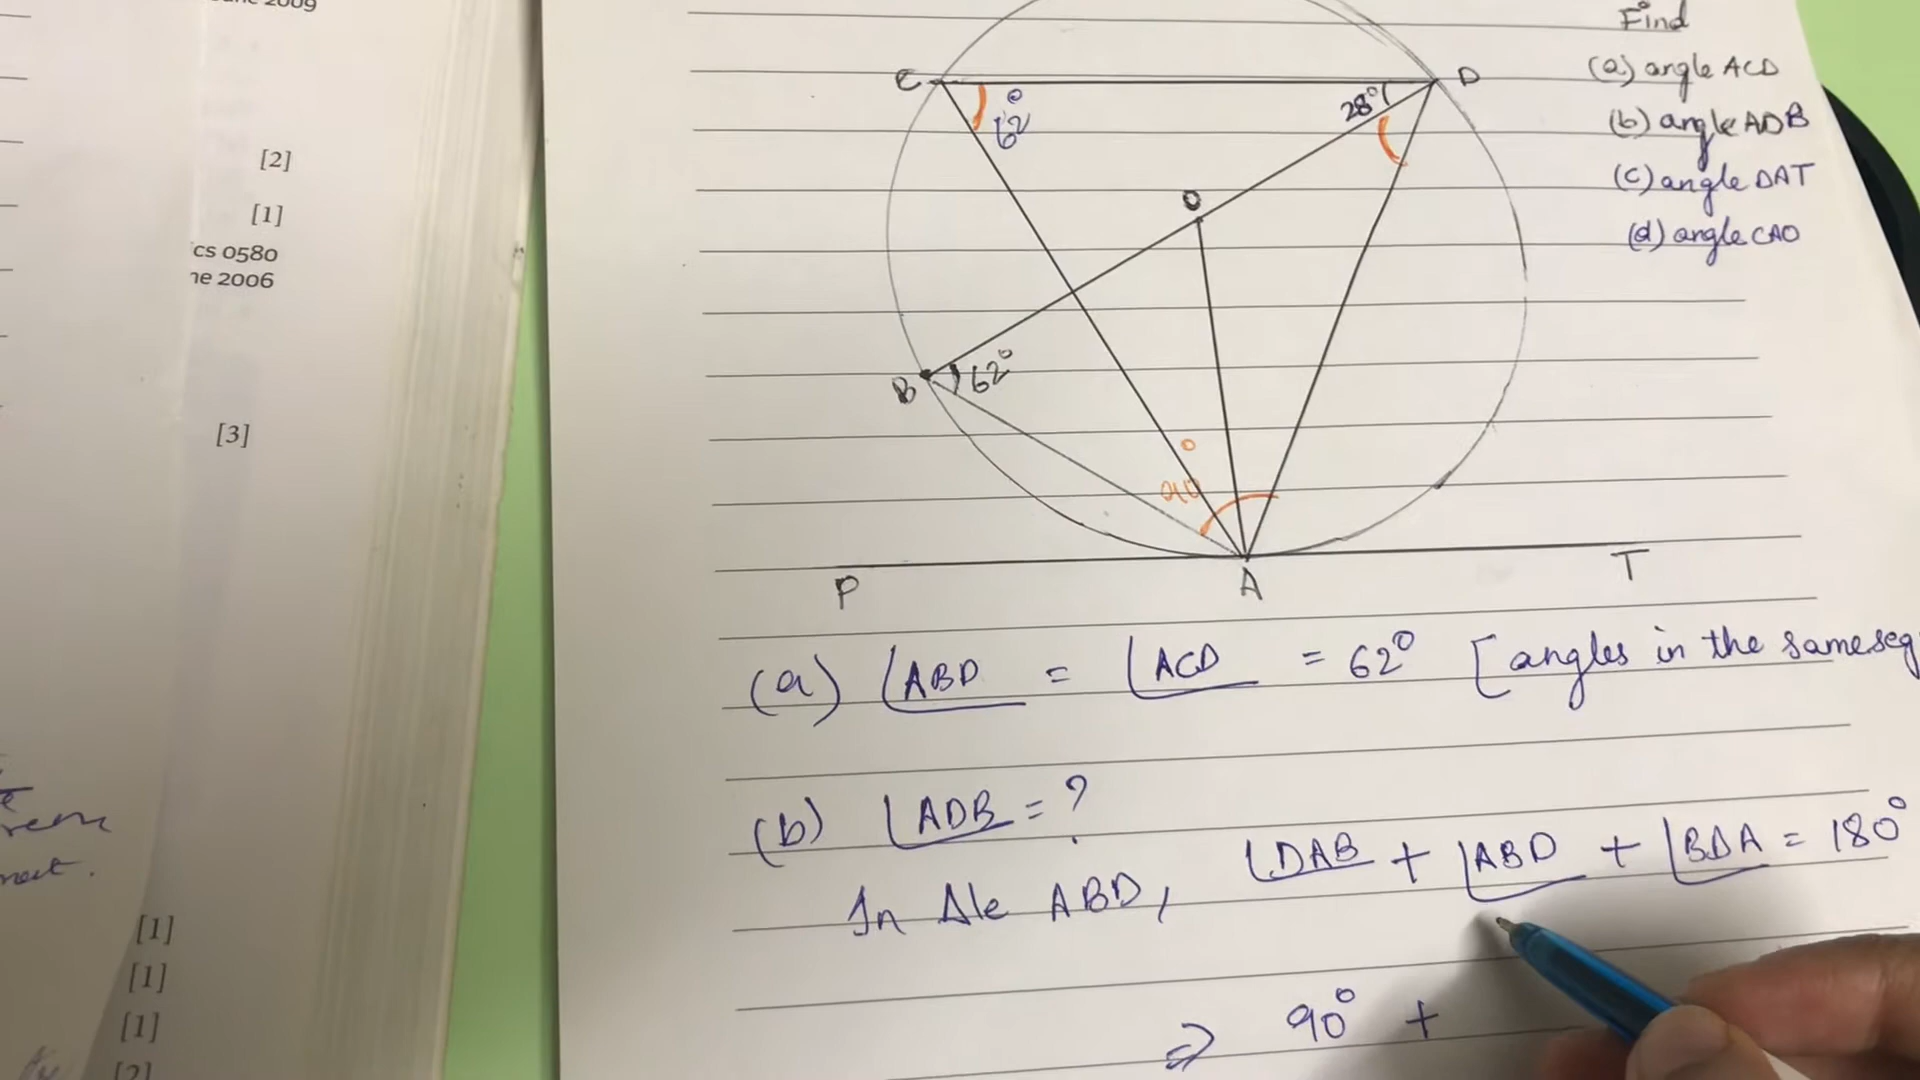 2009
[2]
[1]
cs 0580
ne 2006
[3]
[1]
[1]
[1]
[2]
Find
(a) angle ACD
(b) angle ADB
(c) angle DAT
(d) angle CAO
C
D
62°
28°
O
B
62°
90°
P
A
T
(a) ∠ABD = ∠ACD = 62° [angles in the same seg
(b) ∠ADB = ?
In Δle ABD, ∠DAB + ∠ABD + ∠BDA = 180°
⇒ 90° +